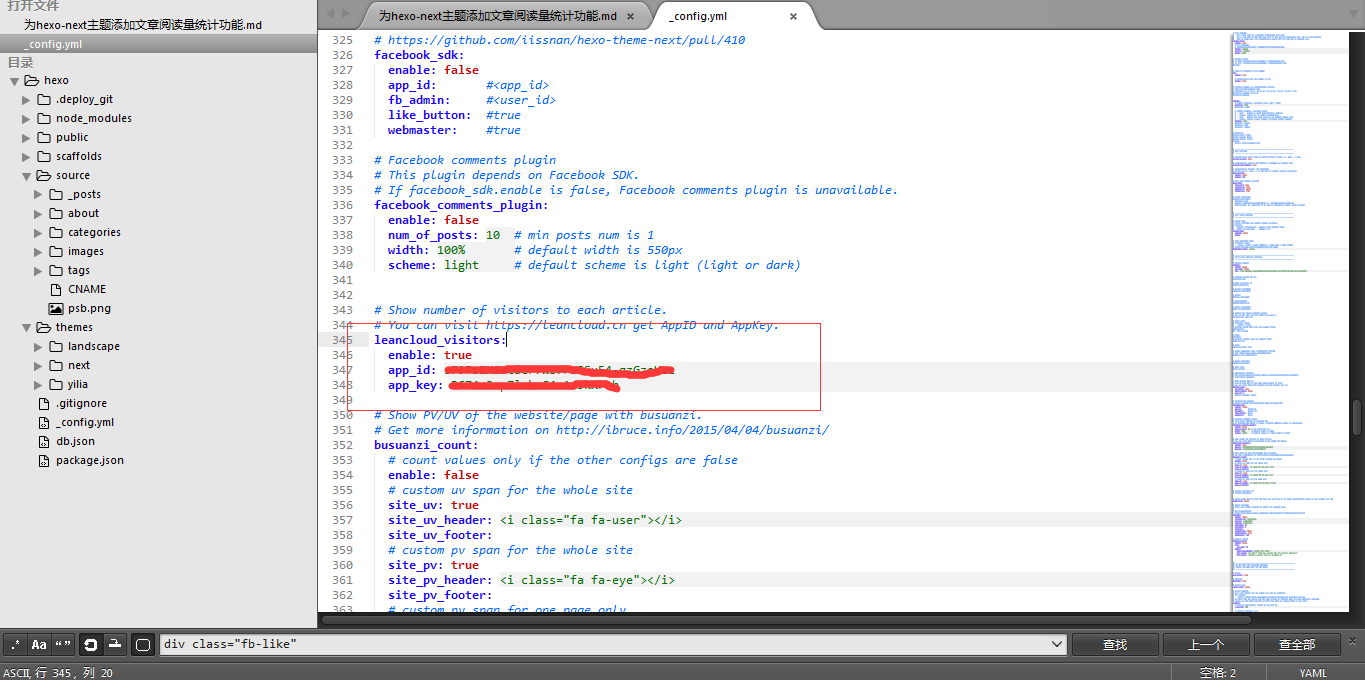 打开文件
为hexo-next主题添加文章阅读量统计功能.md
_config.yml
目录
hexo
.deploy_git
node_modules
public
scaffolds
source
_posts
about
categories
images
tags
CNAME
psb.png
themes
landscape
next
yilia
.gitignore
_config.yml
db.json
package.json
为hexo-next主题添加文章阅读量统计功能.md ×
_config.yml ×
325 # https://github.com/iissnan/hexo-theme-next/pull/410
326 facebook_sdk:
327   enable: false
328   app_id:       #<app_id>
329   fb_admin:     #<user_id>
330   like_button:  #true
331   webmaster:    #true
332
333 # Facebook comments plugin
334 # This plugin depends on Facebook SDK.
335 # If facebook_sdk.enable is false, Facebook comments plugin is unavailable.
336 facebook_comments_plugin:
337   enable: false
338   num_of_posts: 10  # min posts num is 1
339   width: 100%       # default width is 550px
340   scheme: light     # default scheme is light (light or dark)
341
342
343 # Show number of visitors to each article.
344 # You can visit https://leancloud.cn get AppID and AppKey.
345 leancloud_visitors:
346   enable: true
347   app_id:
348   app_key:
349
350 # Show PV/UV of the website/page with busuanzi.
351 # Get more information on http://ibruce.info/2015/04/04/busuanzi/
352 busuanzi_count:
353   # count values only if the other configs are false
354   enable: false
355   # custom uv span for the whole site
356   site_uv: true
357   site_uv_header: <i class="fa fa-user"></i>
358   site_uv_footer:
359   # custom pv span for the whole site
360   site_pv: true
361   site_pv_header: <i class="fa fa-eye"></i>
362   site_pv_footer:
363   # custom pv span for one page only
.* Aa “” div class="fb-like" 查找 上一个 查全部 ×
ASCII, 行 345 , 列 20 空格: 2 YAML